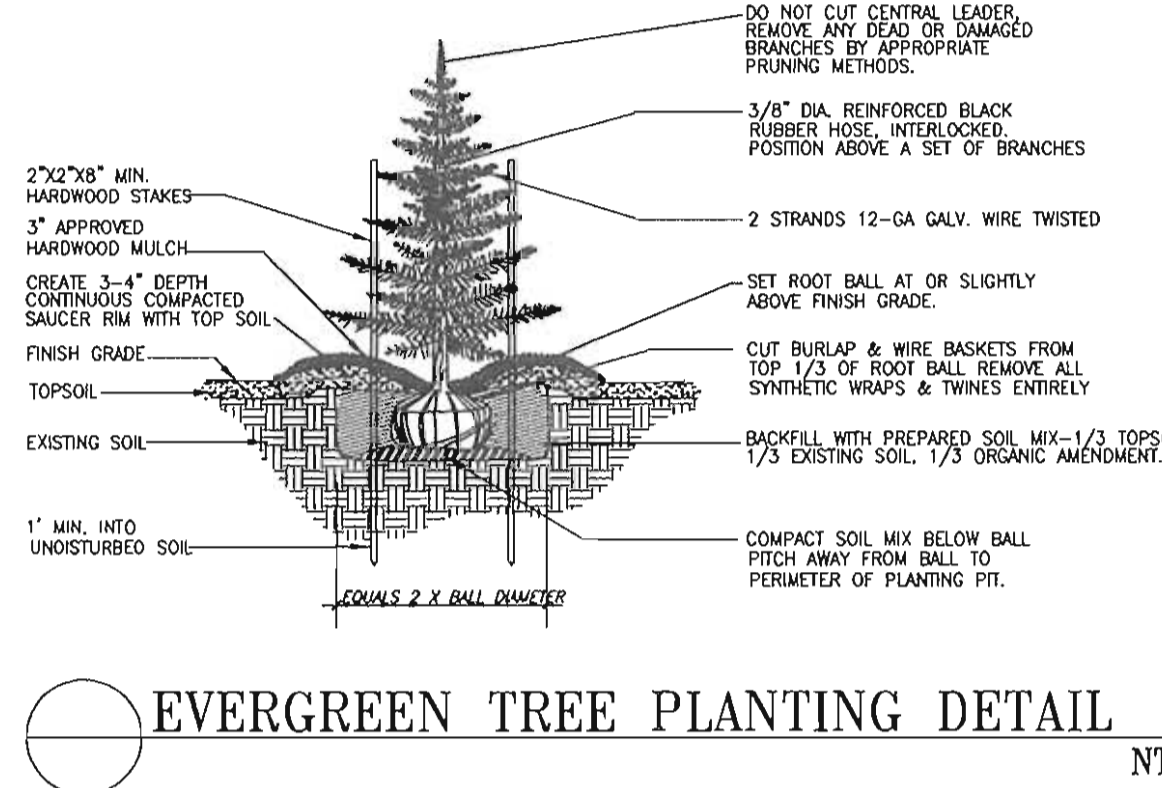 DO NOT CUT CENTRAL LEADER,
REMOVE ANY DEAD OR DAMAGED
BRANCHES BY APPROPRIATE
PRUNING METHODS.
3/8" DIA. REINFORCED BLACK
RUBBER HOSE, INTERLOCKED.
POSITION ABOVE A SET OF BRANCHES
2 STRANDS 12-GA GALV. WIRE TWISTED
SET ROOT BALL AT OR SLIGHTLY
ABOVE FINISH GRADE.
CUT BURLAP & WIRE BASKETS FROM
TOP 1/3 OF ROOT BALL REMOVE ALL
SYNTHETIC WRAPS & TWINES ENTIRELY
BACKFILL WITH PREPARED SOIL MIX-1/3 TOPS
1/3 EXISTING SOIL, 1/3 ORGANIC AMENDMENT.
COMPACT SOIL MIX BELOW BALL
PITCH AWAY FROM BALL TO
PERIMETER OF PLANTING PIT.
2"X2"X8" MIN.
HARDWOOD STAKES
3" APPROVED
HARDWOOD MULCH
CREATE 3-4" DEPTH
CONTINUOUS COMPACTED
SAUCER RIM WITH TOP SOIL
FINISH GRADE
TOPSOIL
EXISTING SOIL
1' MIN. INTO
UNDISTURBED SOIL
EQUALS 2 X BALL DIAMETER
EVERGREEN TREE PLANTING DETAIL
NT